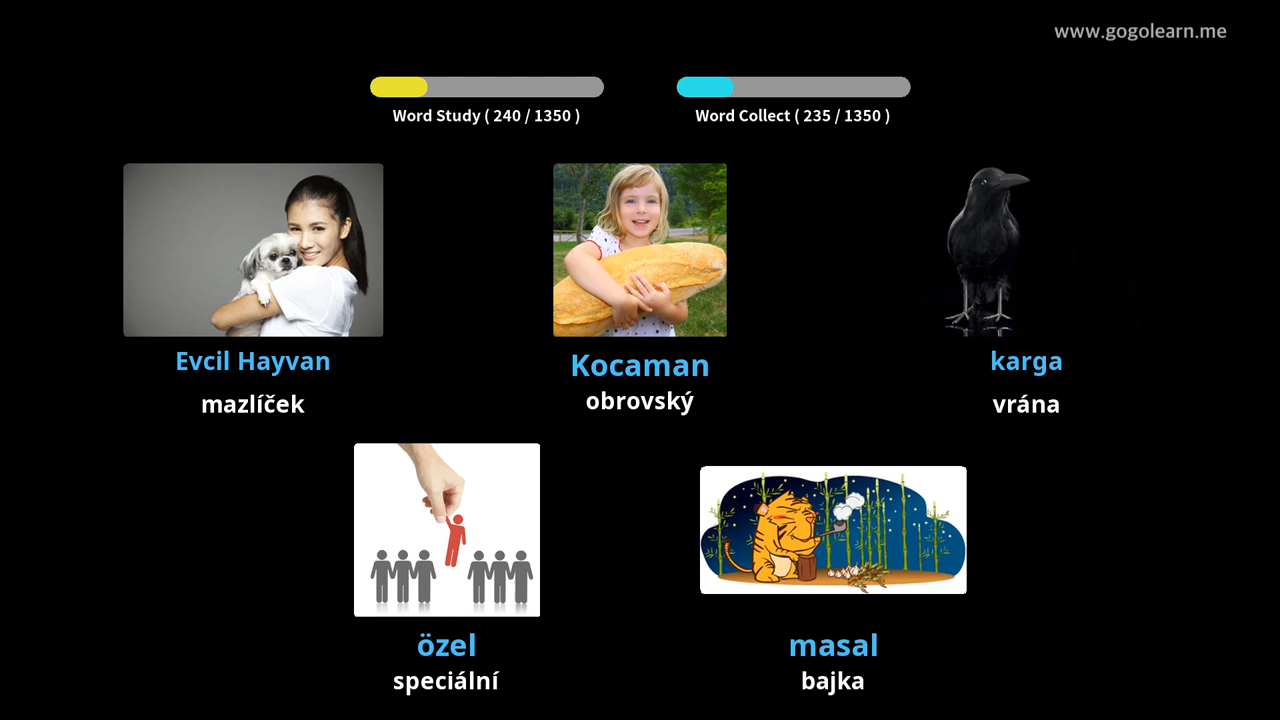 www.gogolearn.me
Word Study ( 240 / 1350 )
Word Collect ( 235 / 1350 )
Evcil Hayvan
mazlíček
Kocaman
obrovský
karga
vrána
özel
speciální
masal
bajka